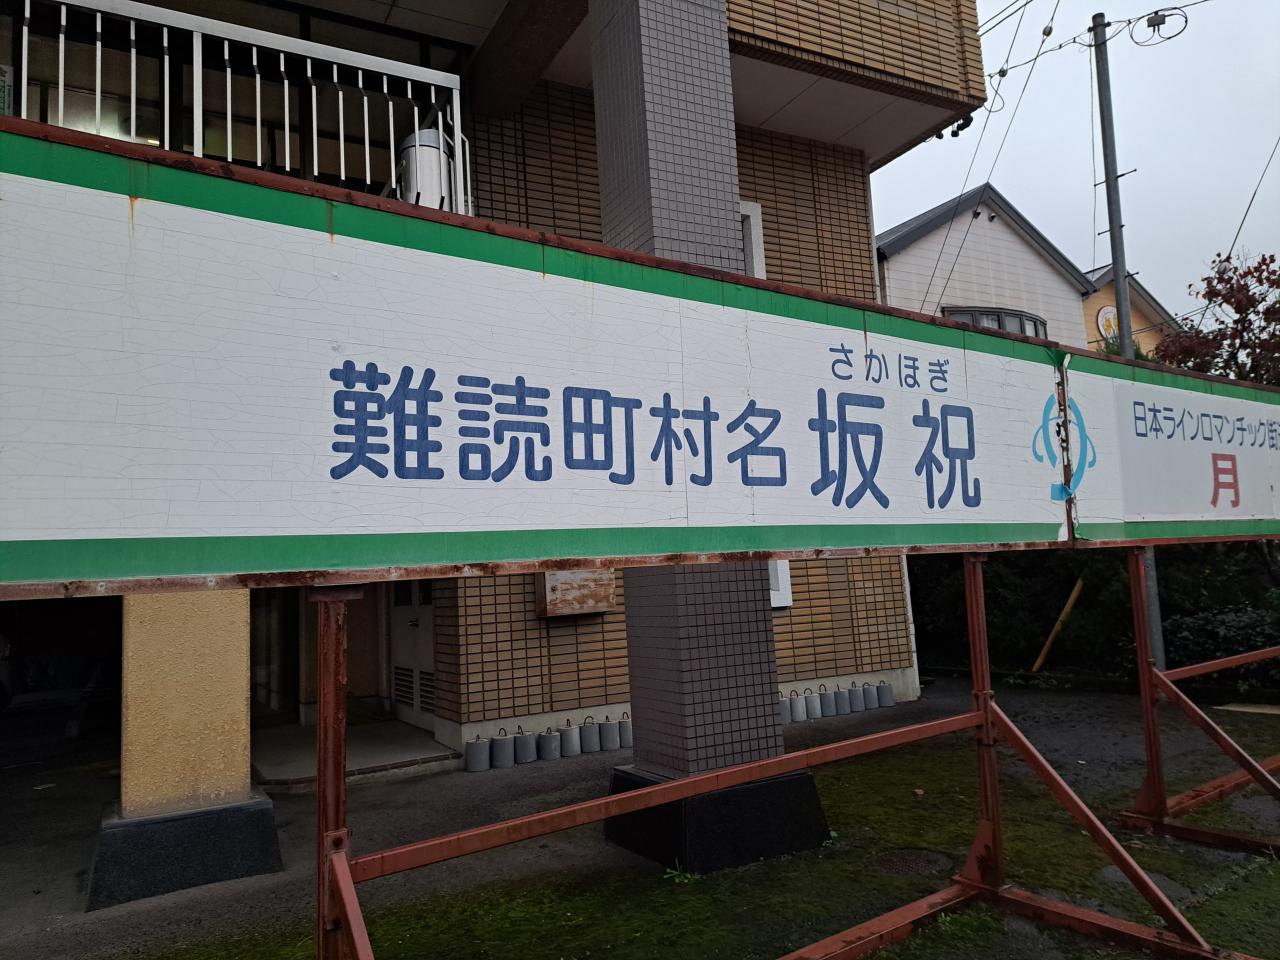 さかほぎ
難読町村名 坂祝
日本ラインロマンチック街
月